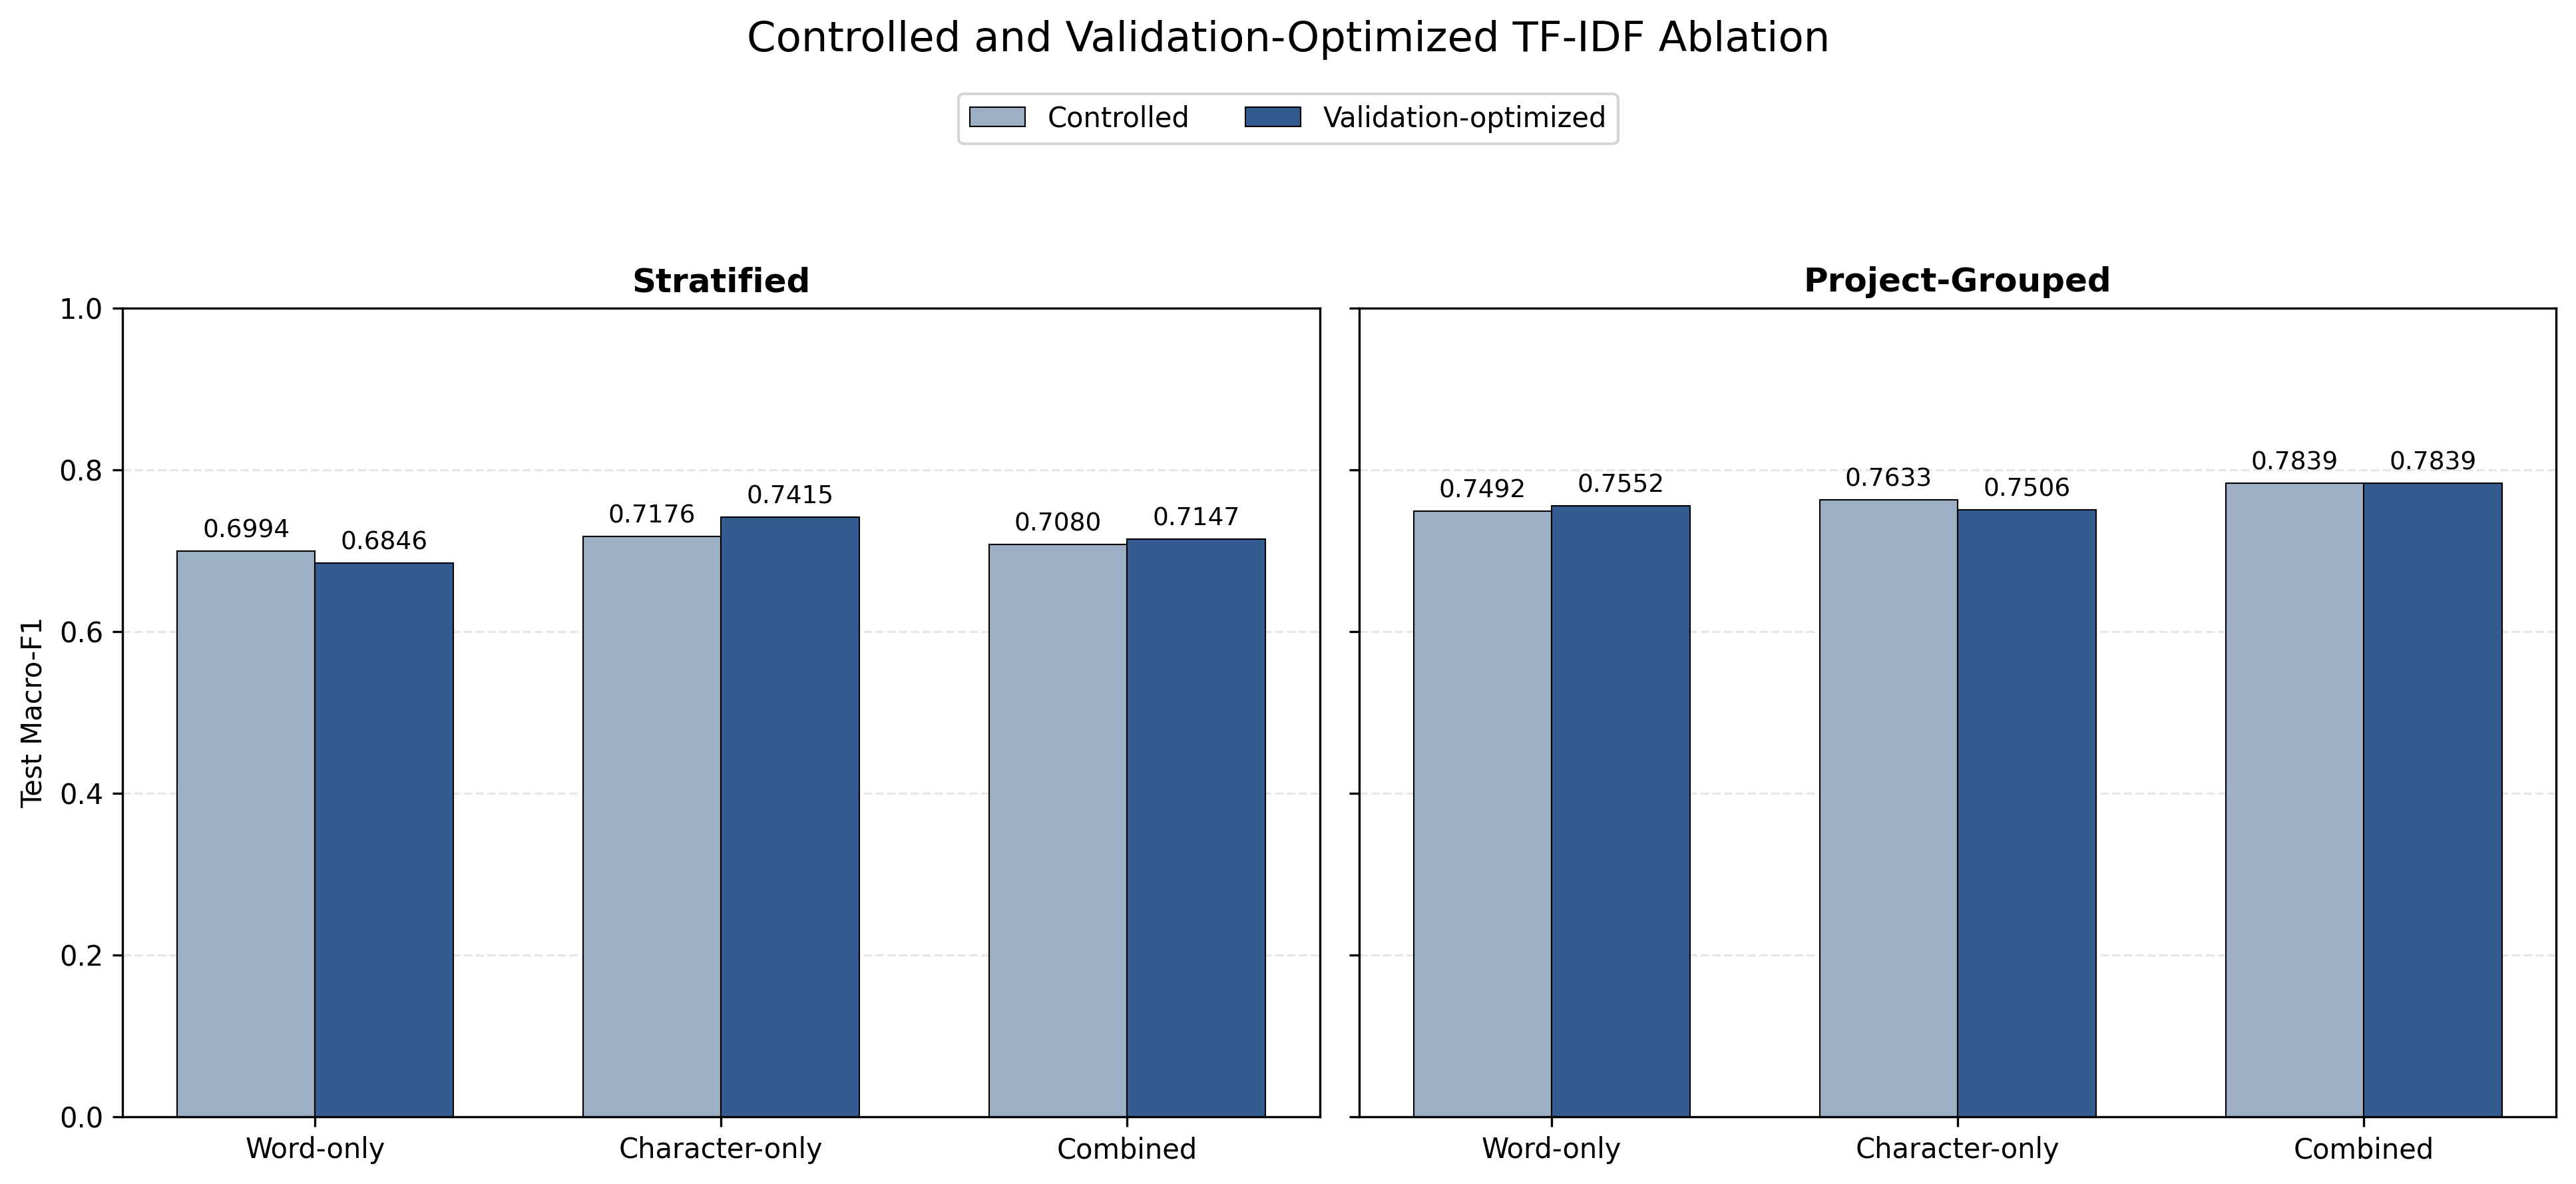 Controlled and Validation-Optimized TF-IDF Ablation
Controlled Validation-optimized
Stratified
Test Macro-F1
1.0
0.8
0.6
0.4
0.2
0.0
0.6994 0.6846 0.7176 0.7415 0.7080 0.7147
Word-only Character-only Combined
Project-Grouped
0.7492 0.7552 0.7633 0.7506 0.7839 0.7839
Word-only Character-only Combined